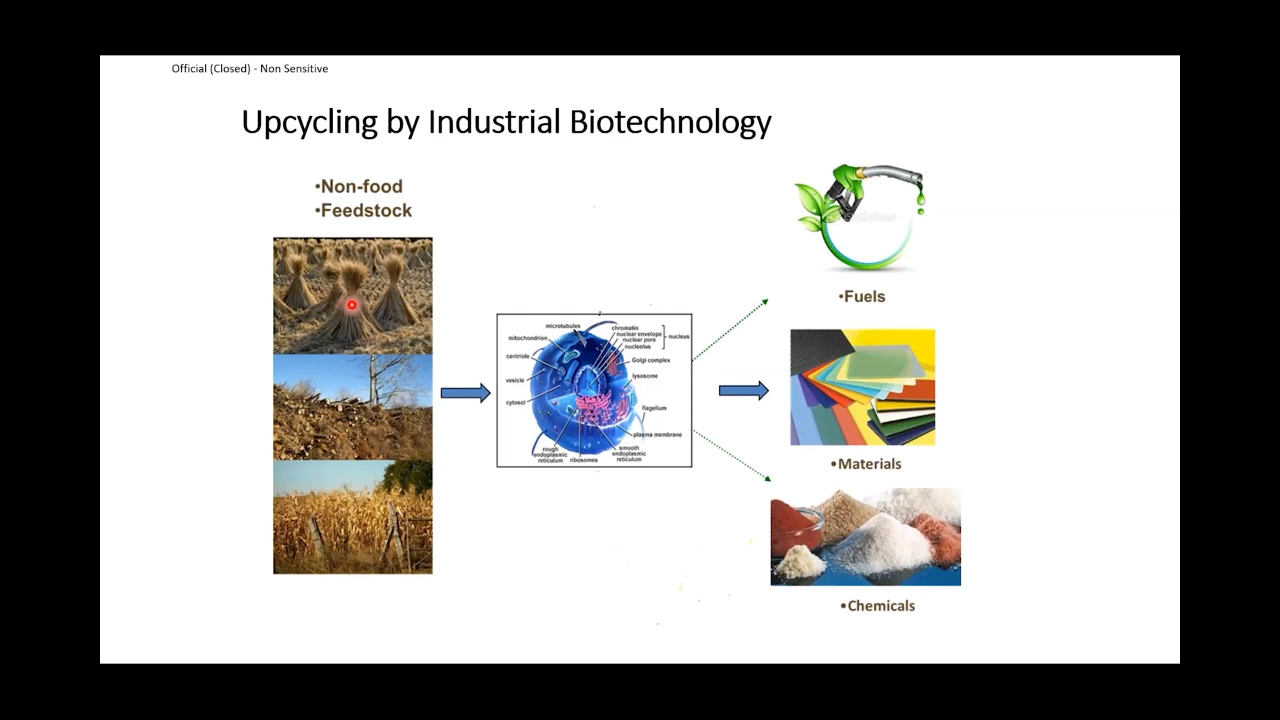 Official (Closed) - Non Sensitive
Upcycling by Industrial Biotechnology
•Non-food
•Feedstock
microtubules
mitochondrion
centriole
vesicle
cytosol
rough
endoplasmic
reticulum
ribosomes
smooth
endoplasmic
reticulum
plasma membrane
flagellum
lysosome
Golgi complex
chromatin
nuclear envelope
nuclear pore
nucleolus
nucleus
•Fuels
•Materials
•Chemicals